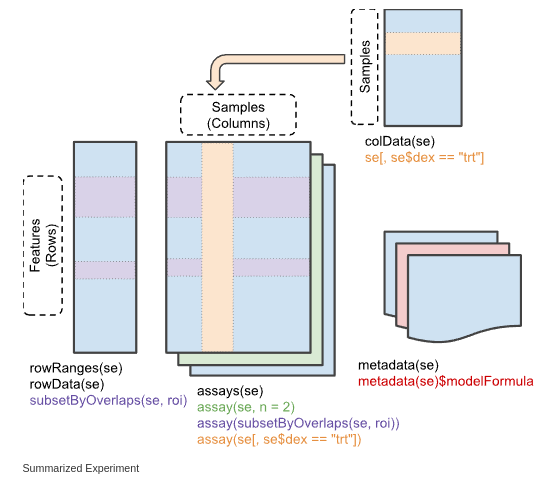 Samples
Samples
(Columns)
colData(se)
se[, se$dex == "trt"]
Features
(Rows)
rowRanges(se)
rowData(se)
subsetByOverlaps(se, roi)
assays(se)
assay(se, n = 2)
assay(subsetByOverlaps(se, roi))
assay(se[, se$dex == "trt"])
metadata(se)
metadata(se)$modelFormula
Summarized Experiment